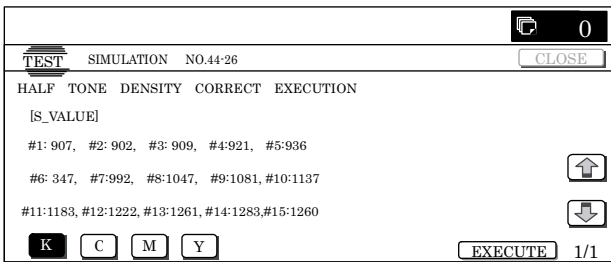 0
TEST SIMULATION NO.44-26 CLOSE
HALF TONE DENSITY CORRECT EXECUTION
[S_VALUE]
#1: 907, #2: 902, #3: 909, #4:921, #5:936
#6: 347, #7:992, #8:1047, #9:1081, #10:1137
#11:1183, #12:1222, #13:1261, #14:1283,#15:1260
K C M Y EXECUTE 1/1